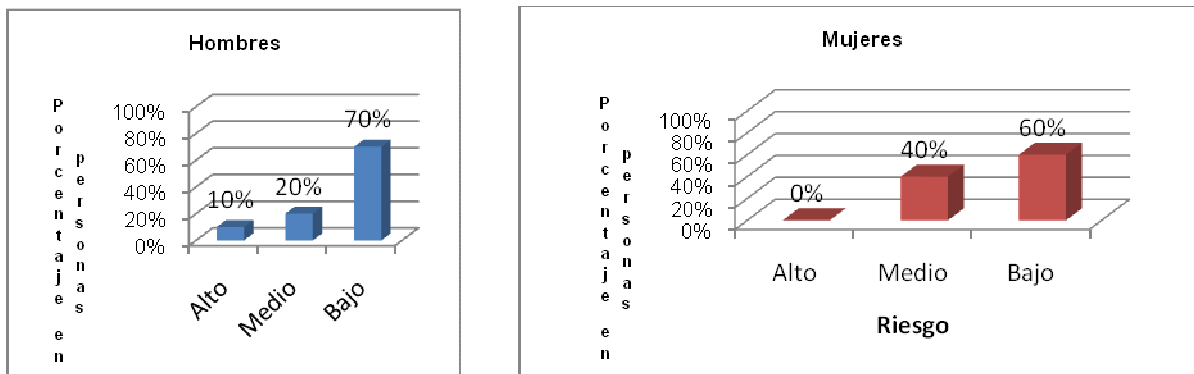 Hombres
Porcentaje en
personas
100%
80%
60%
40%
20%
0%
10%
20%
70%
Alto
Medio
Bajo
Mujeres
Porcentaje en
personas
100%
80%
60%
40%
20%
0%
0%
40%
60%
Alto
Medio
Bajo
Riesgo